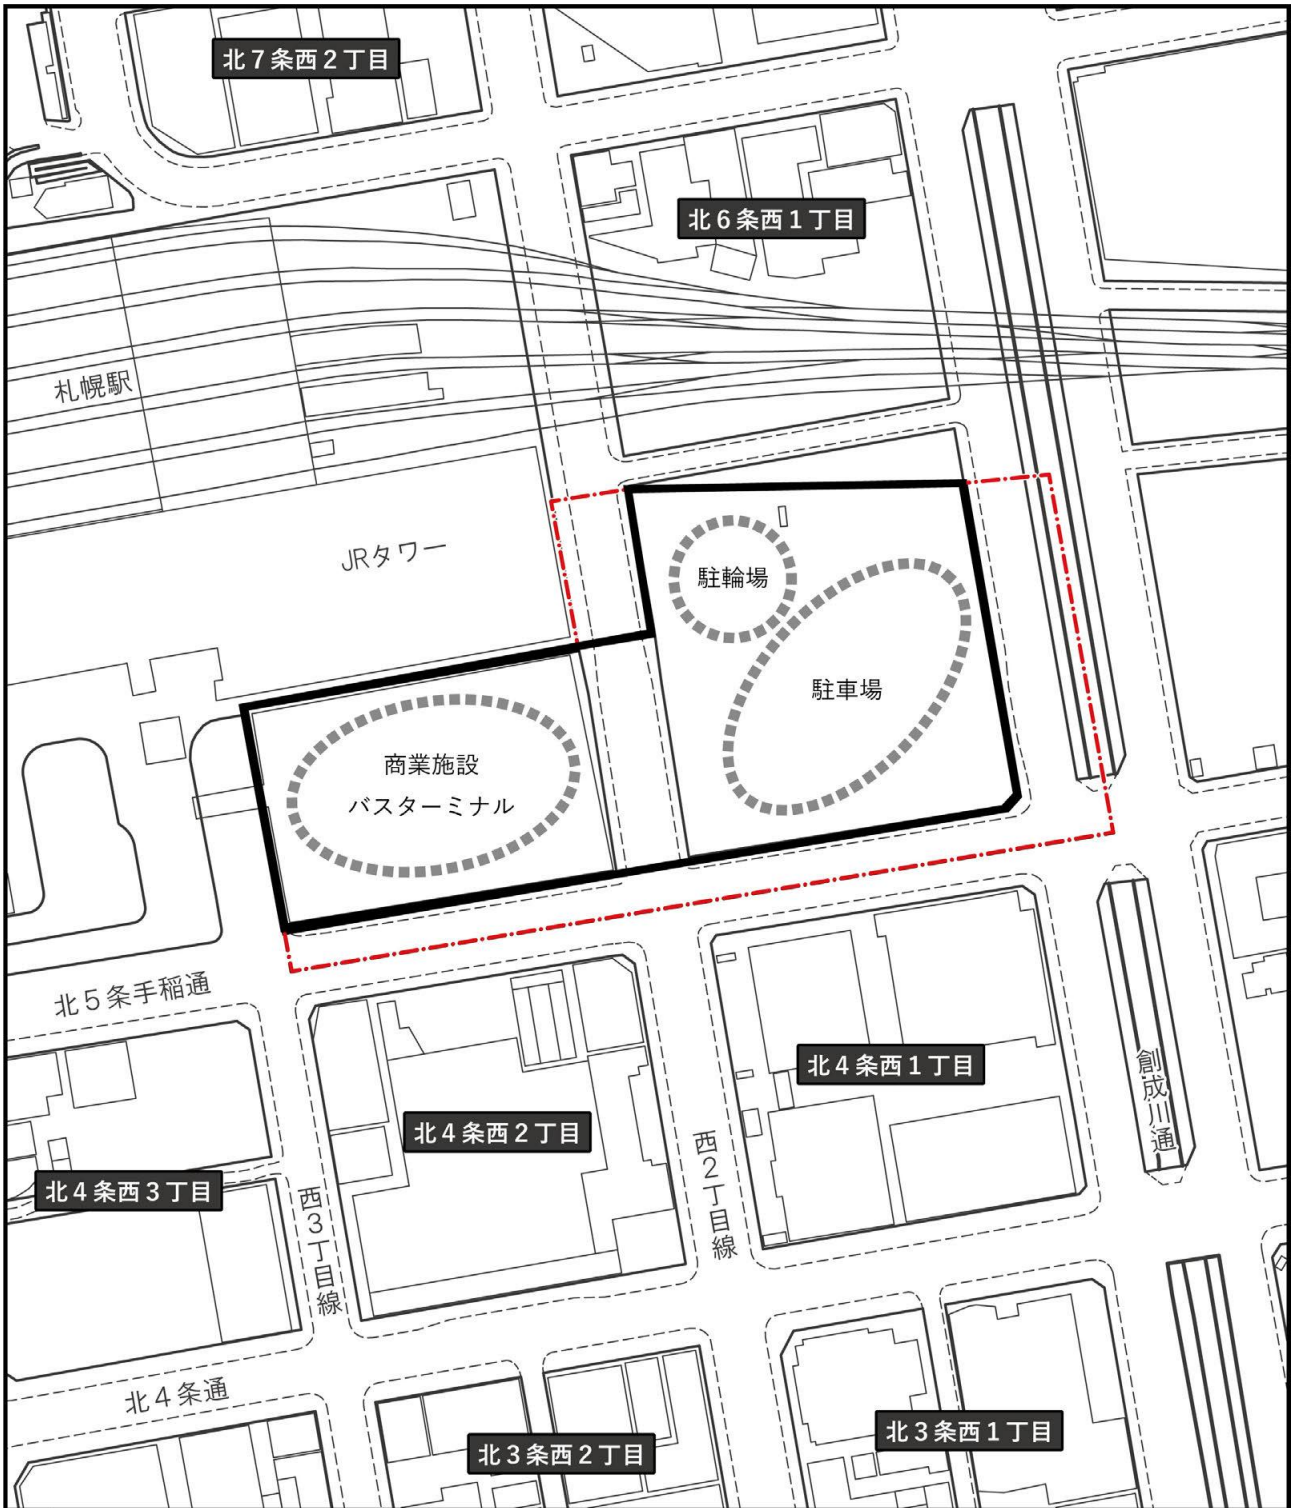 北７条西２丁目
北６条西１丁目
札幌駅
JRタワー
駐輪場
駐車場
商業施設
バスターミナル
北５条手稲通
北４条西１丁目
創成川通
北４条西２丁目
西２丁目線
北４条西３丁目
西３丁目線
北４条通
北３条西１丁目
北３条西２丁目